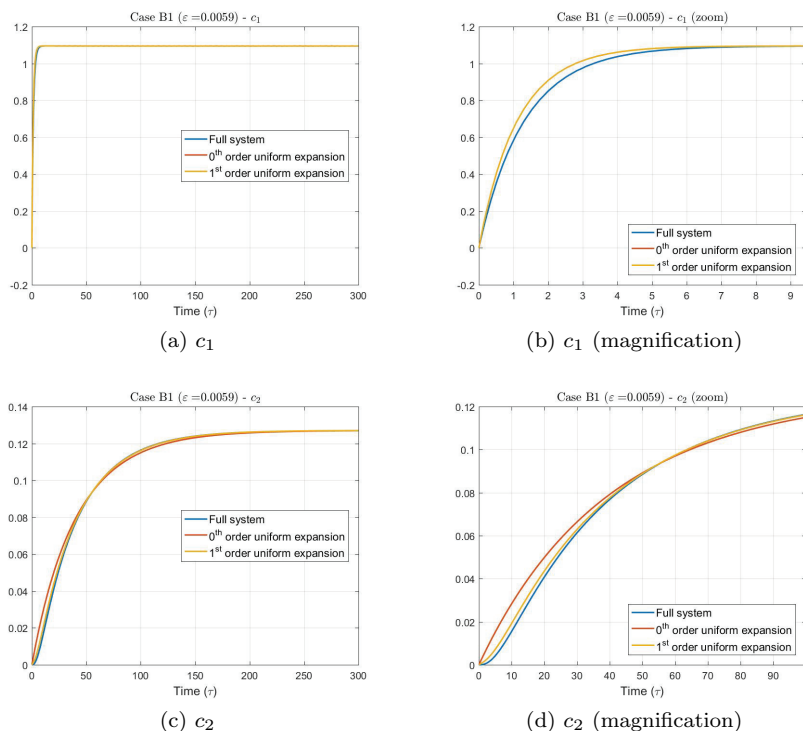 Case B1 (ε =0.0059) - c₁
1.2
1
0.8
0.6
0.4
0.2
0
-0.2
0 50 100 150 200 250 300
Time (τ)
Full system
0th order uniform expansion
1st order uniform expansion
(a) c₁
Case B1 (ε =0.0059) - c₁ (zoom)
1.2
1
0.8
0.6
0.4
0.2
0
-0.2
0 1 2 3 4 5 6 7 8 9
Time (τ)
Full system
0th order uniform expansion
1st order uniform expansion
(b) c₁ (magnification)
Case B1 (ε =0.0059) - c₂
0.14
0.12
0.1
0.08
0.06
0.04
0.02
0
0 50 100 150 200 250 300
Time (τ)
Full system
0th order uniform expansion
1st order uniform expansion
(c) c₂
Case B1 (ε =0.0059) - c₂ (zoom)
0.12
0.1
0.08
0.06
0.04
0.02
0
0 10 20 30 40 50 60 70 80 90
Time (τ)
Full system
0th order uniform expansion
1st order uniform expansion
(d) c₂ (magnification)